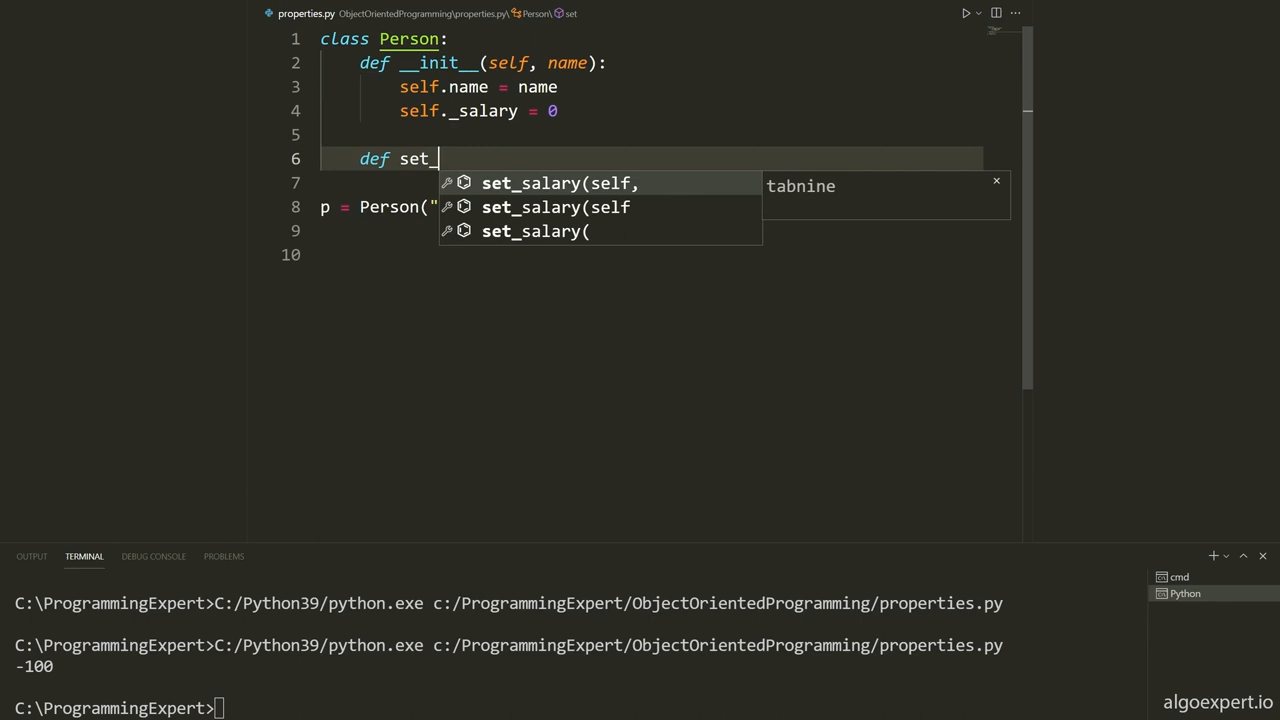 properties.py ObjectOrientedProgramming\properties.py\ Person\ set
1 class Person:
2 def __init__(self, name):
3 self.name = name
4 self._salary = 0
5
6 def set_
7 set_salary(self, tabnine
8 p = Person(" set_salary(self
9 set_salary(
10
OUTPUT TERMINAL DEBUG CONSOLE PROBLEMS
cmd
Python
C:\ProgrammingExpert>C:/Python39/python.exe c:/ProgrammingExpert/ObjectOrientedProgramming/properties.py
C:\ProgrammingExpert>C:/Python39/python.exe c:/ProgrammingExpert/ObjectOrientedProgramming/properties.py
-100
C:\ProgrammingExpert>
algoexpert.io